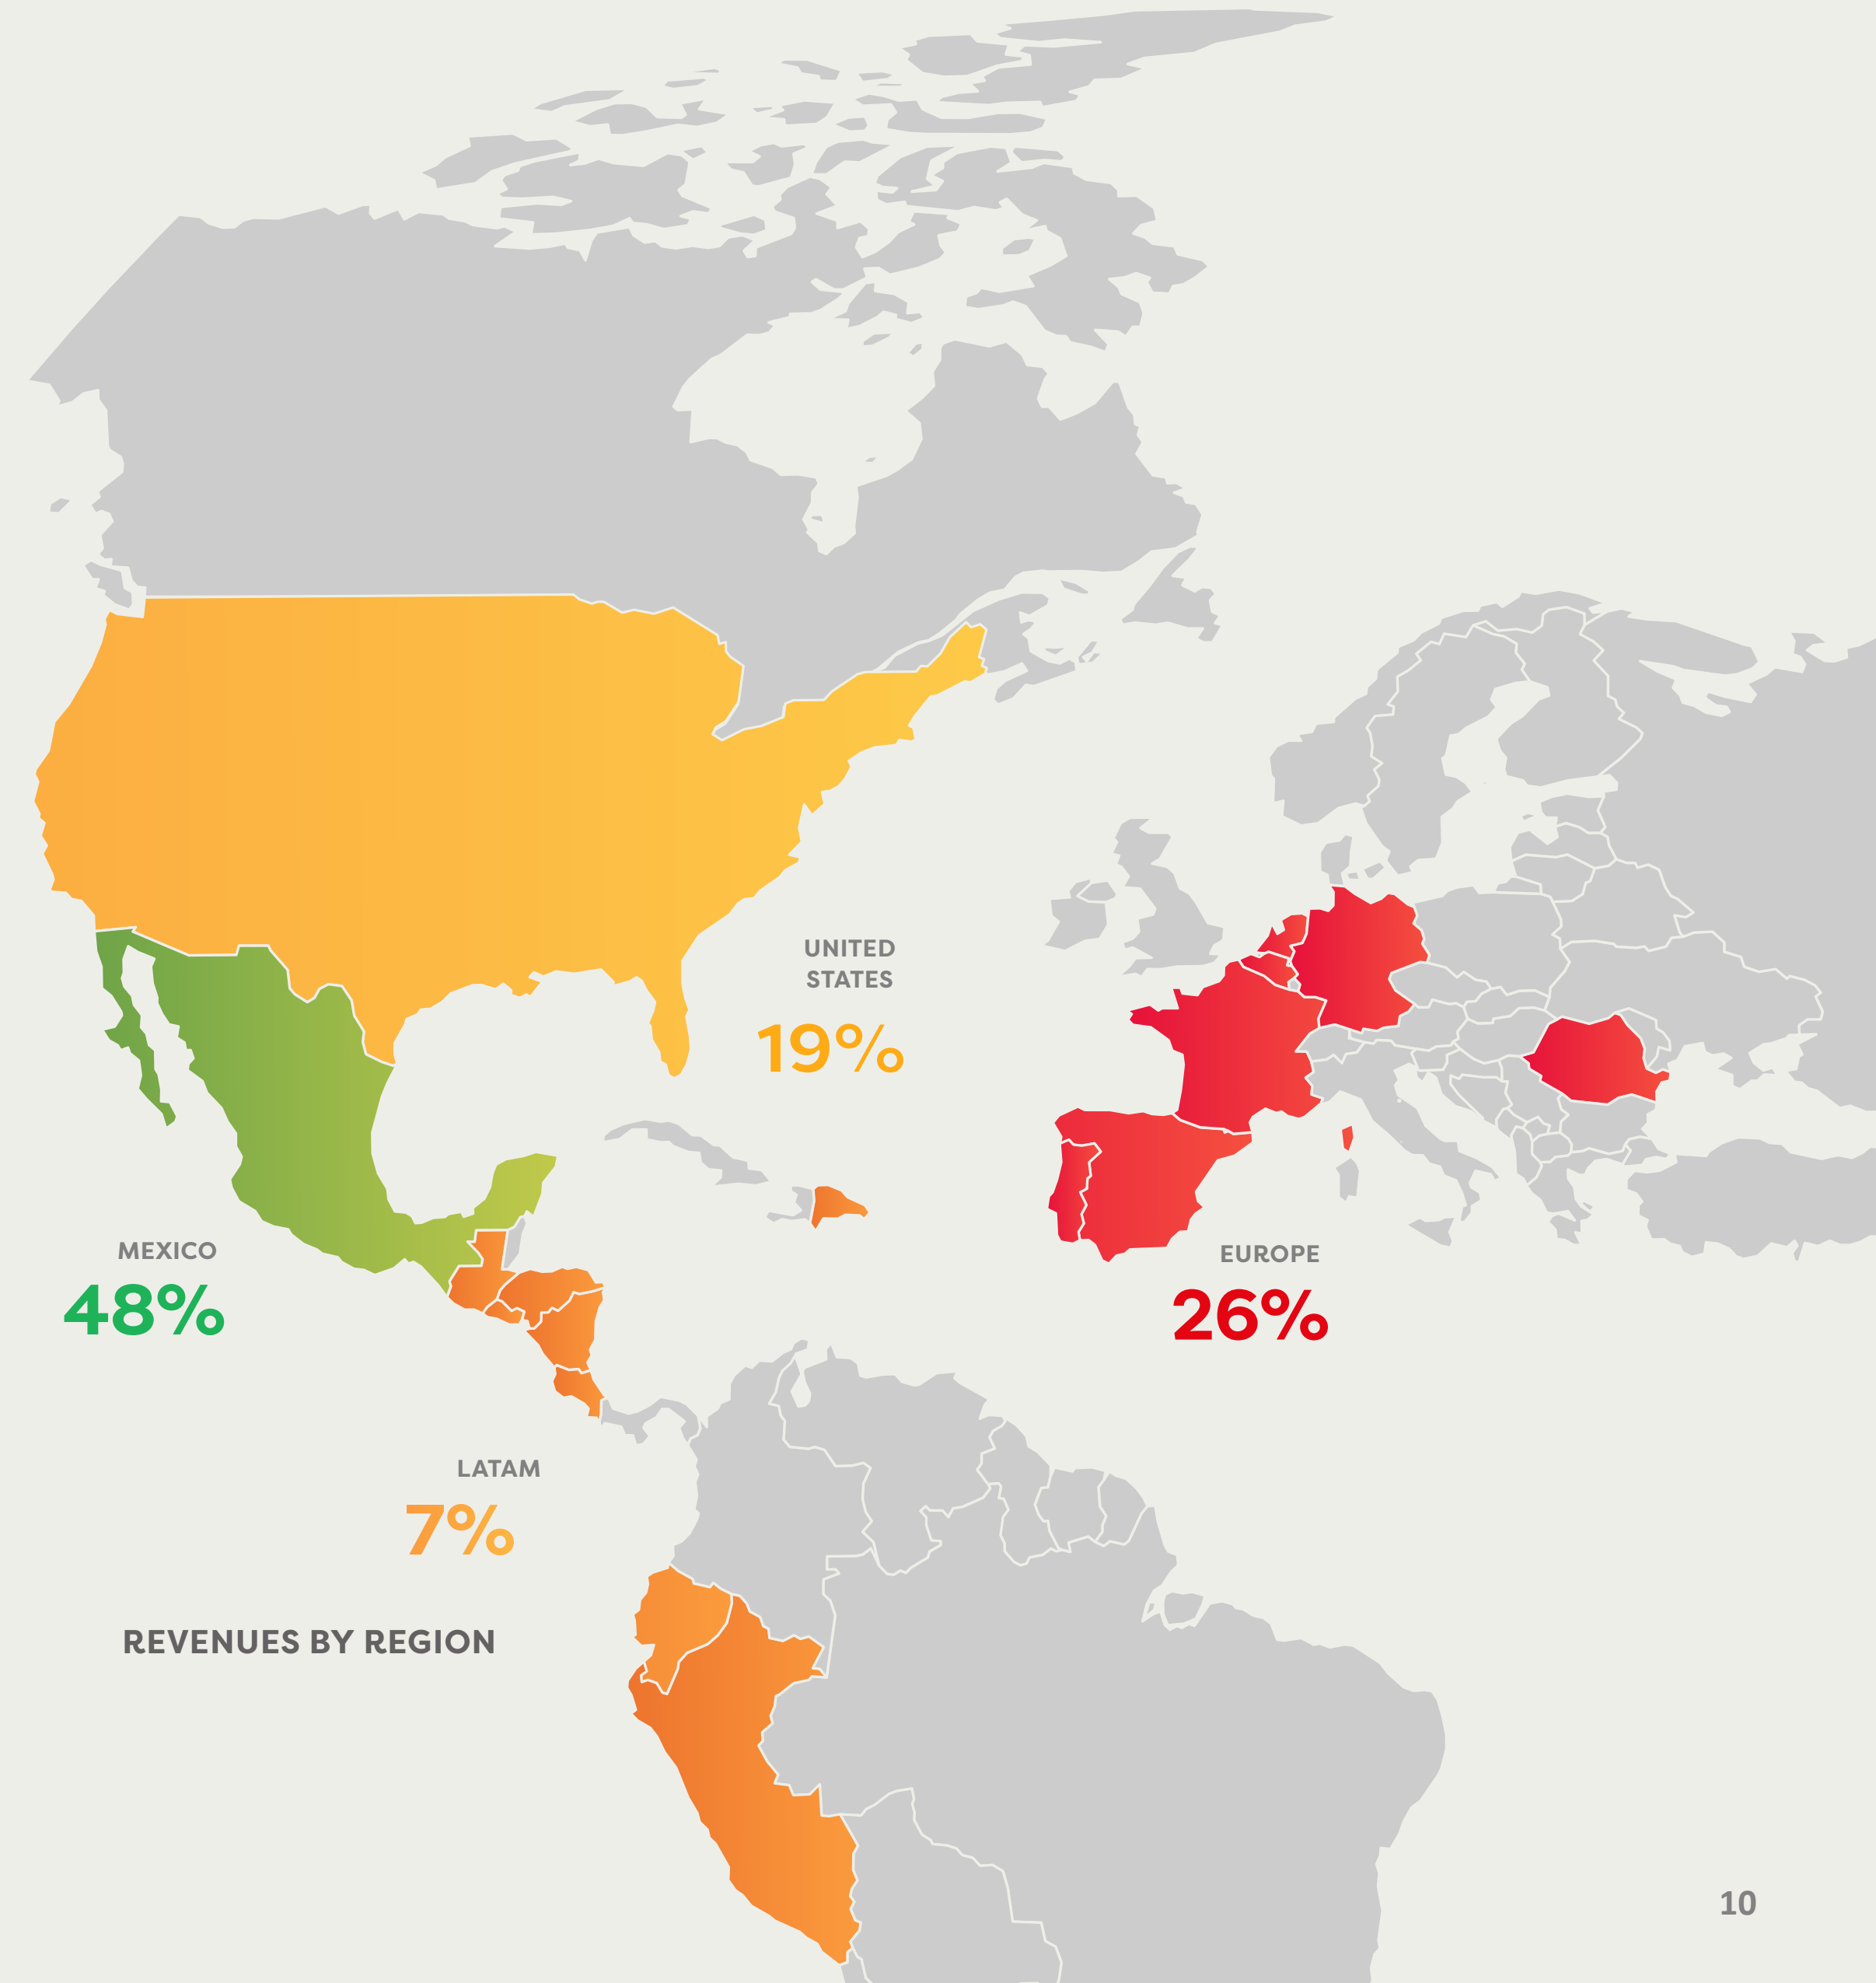 UNITED
STATES
19%
MEXICO
48%
EUROPE
26%
LATAM
7%
REVENUES BY REGION
10